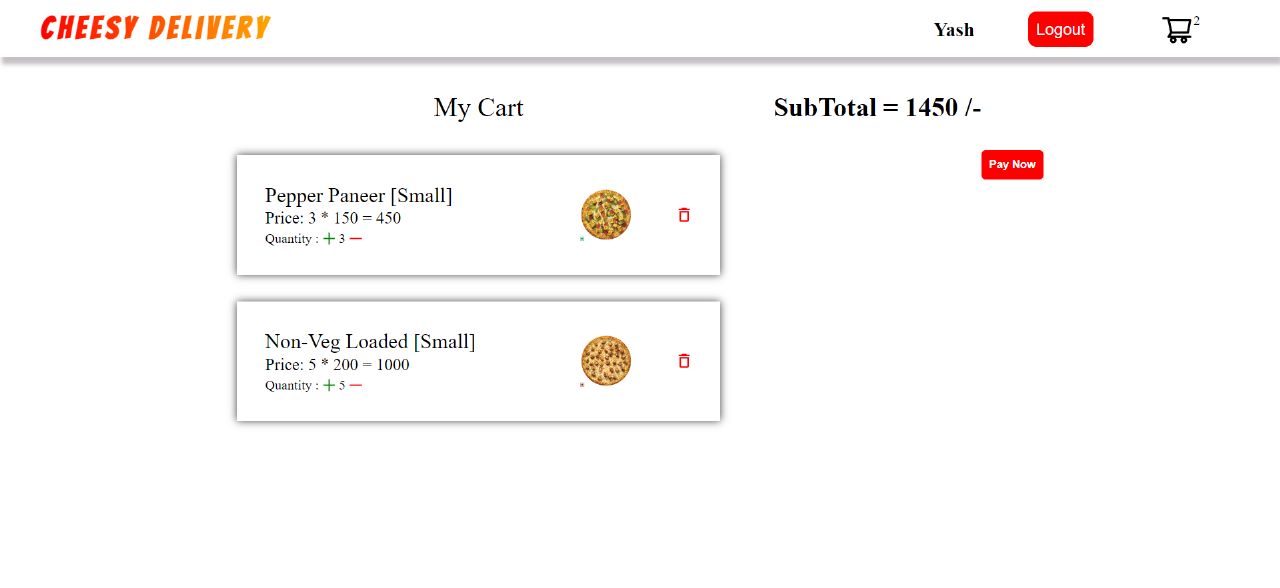 CHEESY DELIVERY
Yash
Logout
2
My Cart
SubTotal = 1450 /-
Pay Now
Pepper Paneer [Small]
Price: 3 * 150 = 450
Quantity : + 3 −
Non-Veg Loaded [Small]
Price: 5 * 200 = 1000
Quantity : + 5 −